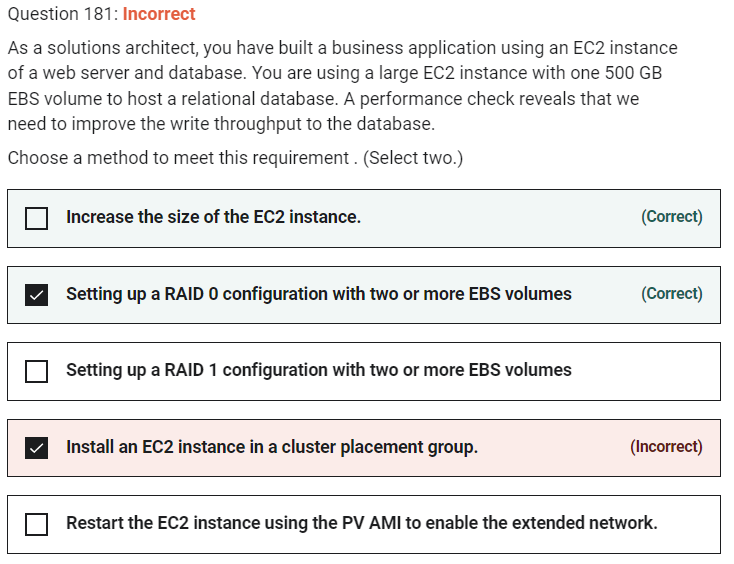 Question 181: Incorrect
As a solutions architect, you have built a business application using an EC2 instance
of a web server and database. You are using a large EC2 instance with one 500 GB
EBS volume to host a relational database. A performance check reveals that we
need to improve the write throughput to the database.
Choose a method to meet this requirement . (Select two.)
Increase the size of the EC2 instance. (Correct)
Setting up a RAID 0 configuration with two or more EBS volumes (Correct)
Setting up a RAID 1 configuration with two or more EBS volumes
Install an EC2 instance in a cluster placement group. (Incorrect)
Restart the EC2 instance using the PV AMI to enable the extended network.